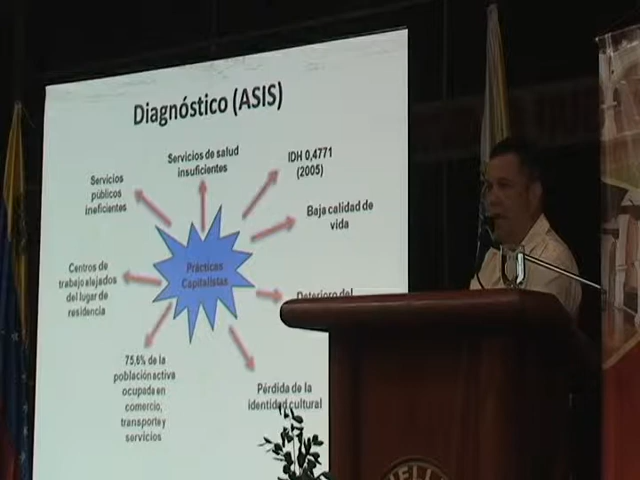 Diagnóstico (ASIS)
Servicios de salud
insuficientes
IDH 0,4771
(2005)
Servicios
públicos
ineficientes
Baja calidad de
vida
Prácticas
Capitalistas
Centros de
trabajo alejados
del lugar de
residencia
Deterioro del
75,6% de la
población activa
ocupada en
comercio,
transporte y
servicios
Pérdida de la
identidad cultural